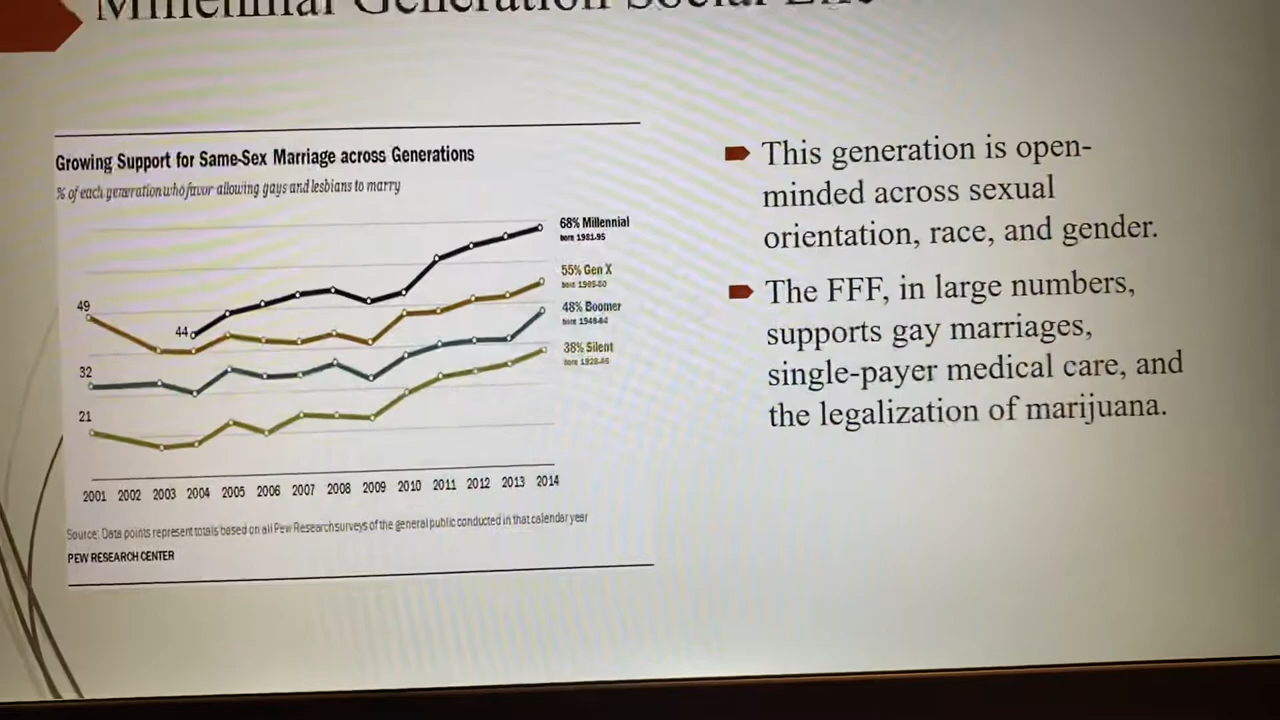 Millennial Generation Social Life
Growing Support for Same-Sex Marriage across Generations
% of each generation who favor allowing gays and lesbians to marry
68% Millennial
born 1981-95
49
55% Gen X
born 1965-80
44
48% Boomer
born 1946-64
32
38% Silent
born 1928-45
21
2001 2002 2003 2004 2005 2006 2007 2008 2009 2010 2011 2012 2013 2014
Source: Data points represent totals based on all Pew Research surveys of the general public conducted in that calendar year
PEW RESEARCH CENTER
This generation is open-
minded across sexual
orientation, race, and gender.
The FFF, in large numbers,
supports gay marriages,
single-payer medical care, and
the legalization of marijuana.